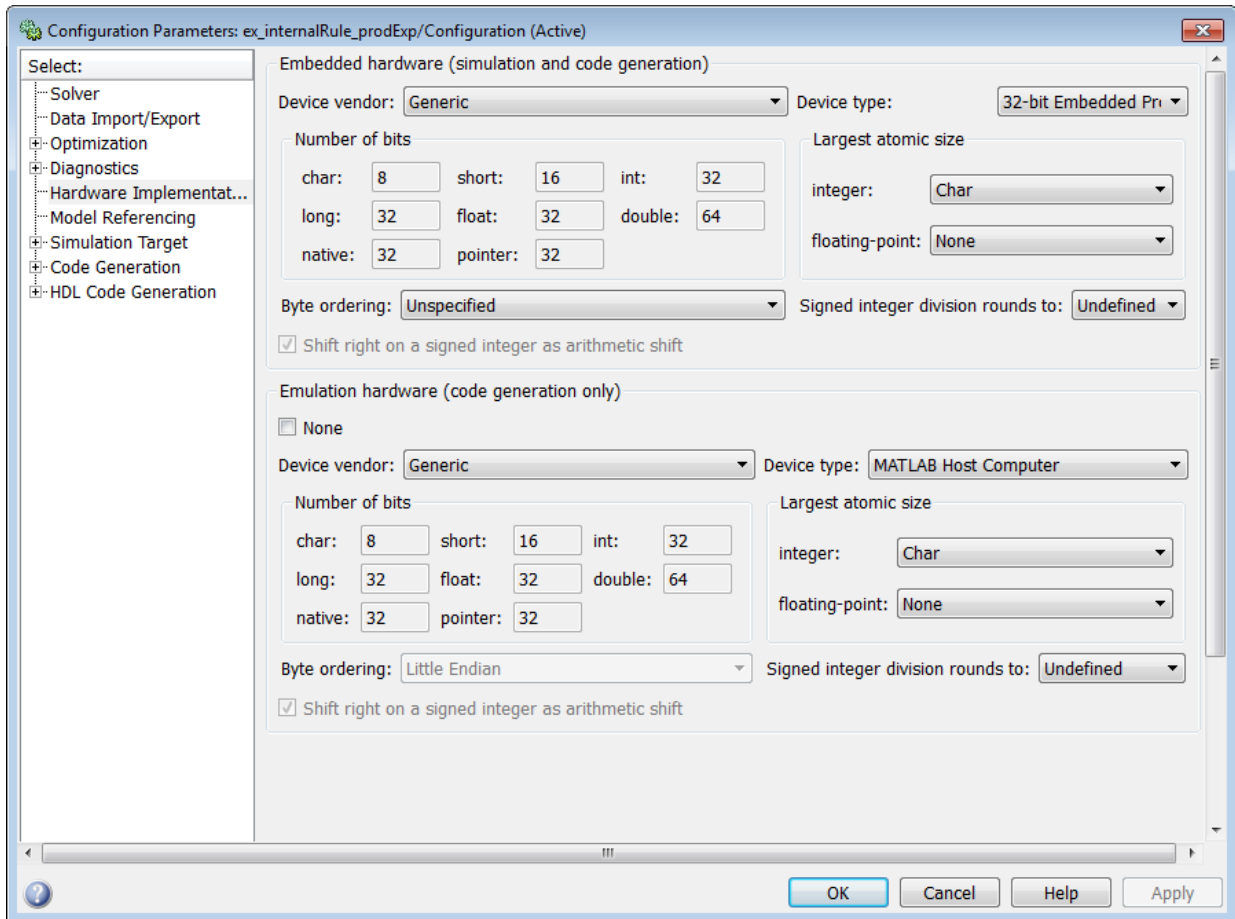 Configuration Parameters: ex_internalRule_prodExp/Configuration (Active)
Select:
Solver
Data Import/Export
Optimization
Diagnostics
Hardware Implementat...
Model Referencing
Simulation Target
Code Generation
HDL Code Generation
Embedded hardware (simulation and code generation)
Device vendor: Generic Device type: 32-bit Embedded Pro
Number of bits Largest atomic size
char: 8 short: 16 int: 32
integer: Char
long: 32 float: 32 double: 64
floating-point: None
native: 32 pointer: 32
Byte ordering: Unspecified Signed integer division rounds to: Undefined
Shift right on a signed integer as arithmetic shift
Emulation hardware (code generation only)
None
Device vendor: Generic Device type: MATLAB Host Computer
Number of bits Largest atomic size
char: 8 short: 16 int: 32
integer: Char
long: 32 float: 32 double: 64
floating-point: None
native: 32 pointer: 32
Byte ordering: Little Endian Signed integer division rounds to: Undefined
Shift right on a signed integer as arithmetic shift
OK Cancel Help Apply